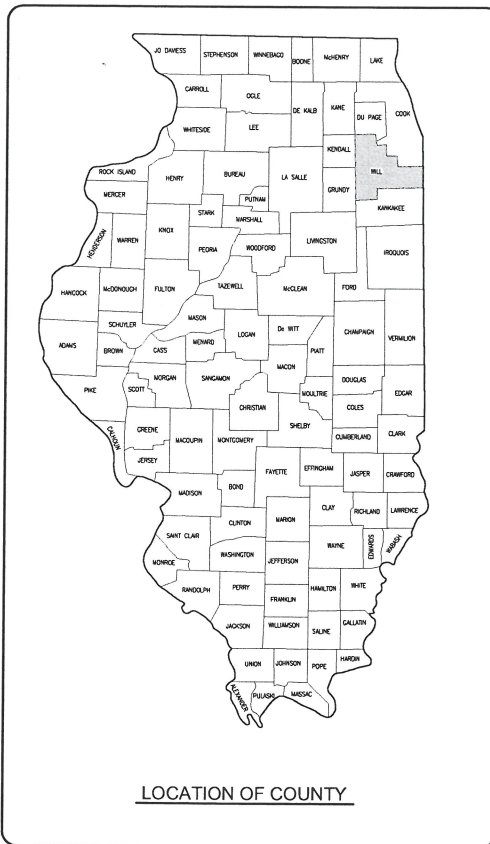 JO DAVIESS STEPHENSON WINNEBAGO BOONE McHENRY LAKE
CARROLL OGLE DE KALB KANE DU PAGE COOK
WHITESIDE LEE KENDALL WILL
ROCK ISLAND HENRY BUREAU LA SALLE GRUNDY
MERCER PUTNAM KANKAKEE
STARK MARSHALL
HENDERSON WARREN KNOX PEORIA WOODFORD LIVINGSTON IROQUOIS
HANCOCK McDONOUGH FULTON TAZEWELL McCLEAN FORD
MASON
SCHUYLER LOGAN De WITT CHAMPAIGN VERMILION
ADAMS BROWN CASS MENARD PIATT
MACON
PIKE SCOTT MORGAN SANGAMON MOULTRIE DOUGLAS EDGAR
CHRISTIAN COLES
CALHOUN GREENE MACOUPIN MONTGOMERY SHELBY CUMBERLAND CLARK
JERSEY FAYETTE EFFINGHAM JASPER CRAWFORD
MADISON BOND
CLAY RICHLAND LAWRENCE
CLINTON MARION
SAINT CLAIR WAYNE EDWARDS WABASH
WASHINGTON JEFFERSON
MONROE
RANDOLPH PERRY HAMILTON WHITE
FRANKLIN
JACKSON WILLIAMSON SALINE GALLATIN
UNION JOHNSON POPE HARDIN
ALEXANDER PULASKI MASSAC
LOCATION OF COUNTY